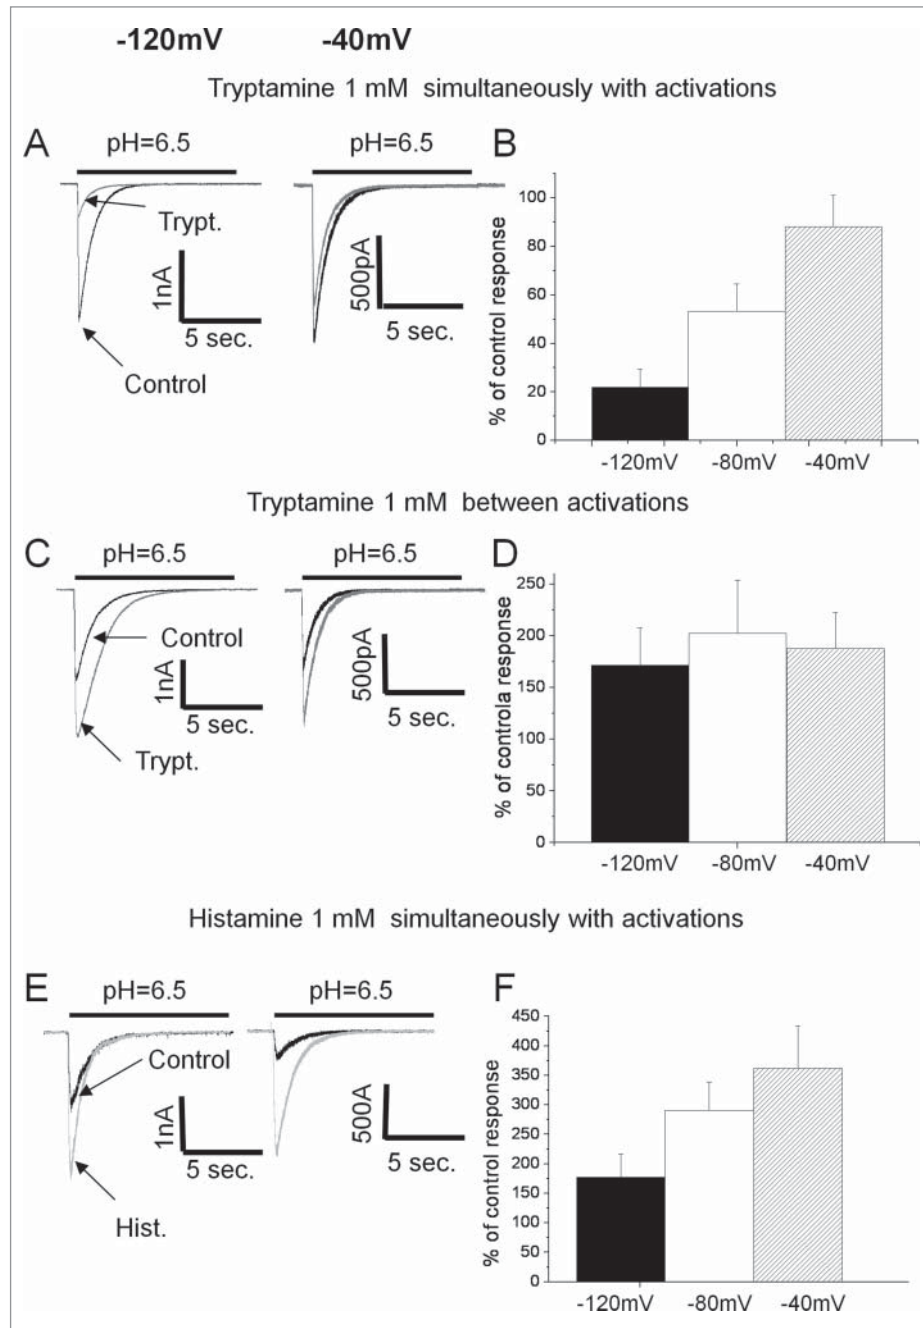 -120mV -40mV
Tryptamine 1 mM simultaneously with activations
A pH=6.5 pH=6.5 B
Trypt.
1nA
5 sec.
Control
500pA
5 sec.
% of control response
100
80
60
40
20
0
-120mV -80mV -40mV
Tryptamine 1 mM between activations
C pH=6.5 pH=6.5 D
Control
1nA
5 sec.
Trypt.
500pA
5 sec.
% of controla response
250
200
150
100
50
0
-120mV -80mV -40mV
Histamine 1 mM simultaneously with activations
E pH=6.5 pH=6.5 F
Control
1nA
5 sec.
Hist.
500A
5 sec.
% of control response
450
400
350
300
250
200
150
100
50
0
-120mV -80mV -40mV